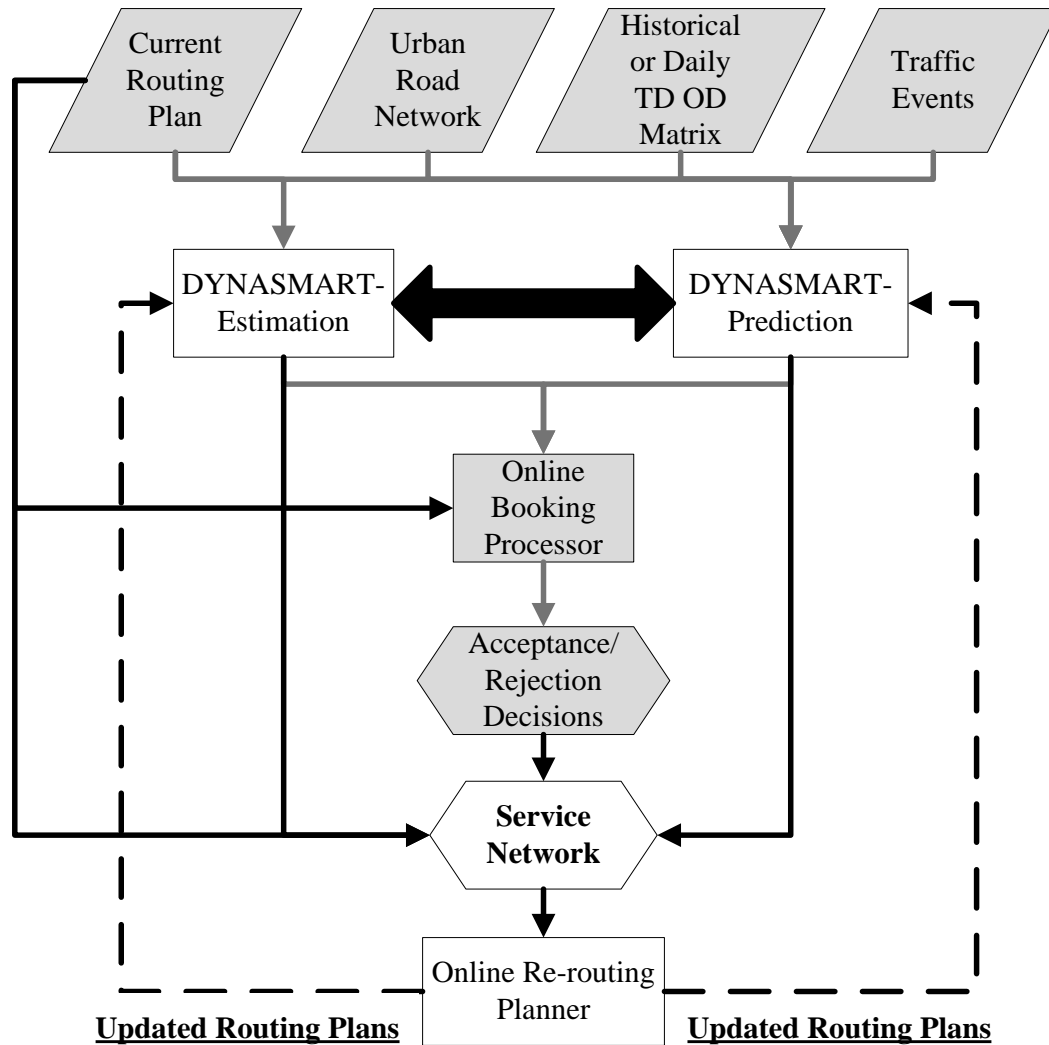 Current
Routing
Plan
Urban
Road
Network
Historical
or Daily
TD OD
Matrix
Traffic
Events
DYNASMART-
Estimation
DYNASMART-
Prediction
Online
Booking
Processor
Acceptance/
Rejection
Decisions
Service
Network
Online Re-routing
Planner
Updated Routing Plans
Updated Routing Plans